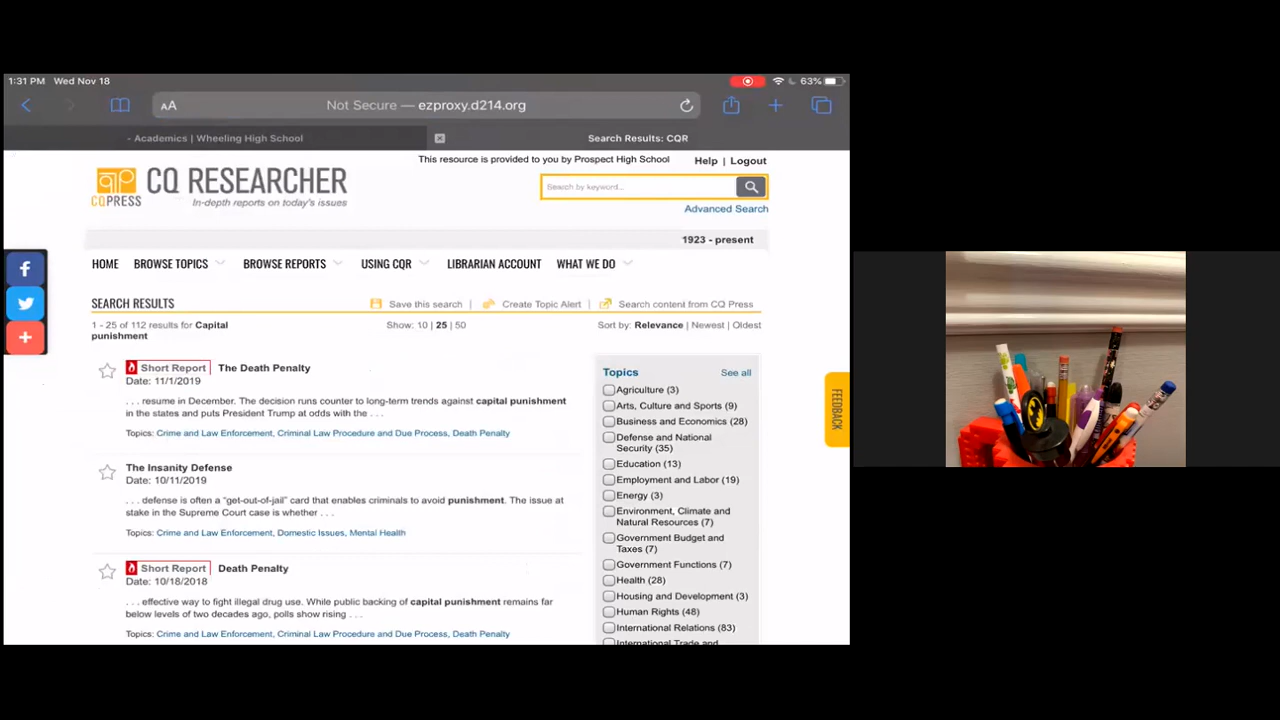 1:31 PM Wed Nov 18
63%
AA
Not Secure — ezproxy.d214.org
- Academics | Wheeling High School
Search Results: CQR
This resource is provided to you by Prospect High School
Help | Logout
CQ RESEARCHER
CQPRESS
In-depth reports on today's issues
Search by keyword...
Advanced Search
1923 - present
HOME
BROWSE TOPICS
BROWSE REPORTS
USING CQR
LIBRARIAN ACCOUNT
WHAT WE DO
SEARCH RESULTS
Save this search | Create Topic Alert | Search content from CQ Press
1 - 25 of 112 results for Capital
punishment
Show: 10 | 25 | 50
Sort by: Relevance | Newest | Oldest
Short Report The Death Penalty
Date: 11/1/2019
. . . resume in December. The decision runs counter to long-term trends against capital punishment
in the states and puts President Trump at odds with the . . .
Topics: Crime and Law Enforcement, Criminal Law Procedure and Due Process, Death Penalty
The Insanity Defense
Date: 10/11/2019
. . . defense is often a "get-out-of-jail" card that enables criminals to avoid punishment. The issue at
stake in the Supreme Court case is whether . . .
Topics: Crime and Law Enforcement, Domestic Issues, Mental Health
Short Report Death Penalty
Date: 10/18/2018
. . . effective way to fight illegal drug use. While public backing of capital punishment remains far
below levels of two decades ago, polls show rising . . .
Topics: Crime and Law Enforcement, Criminal Law Procedure and Due Process, Death Penalty
Topics
See all
Agriculture (3)
Arts, Culture and Sports (9)
Business and Economics (28)
Defense and National
Security (35)
Education (13)
Employment and Labor (19)
Energy (3)
Environment, Climate and
Natural Resources (7)
Government Budget and
Taxes (7)
Government Functions (7)
Health (28)
Housing and Development (3)
Human Rights (48)
International Relations (83)
International Trade and
FEEDBACK